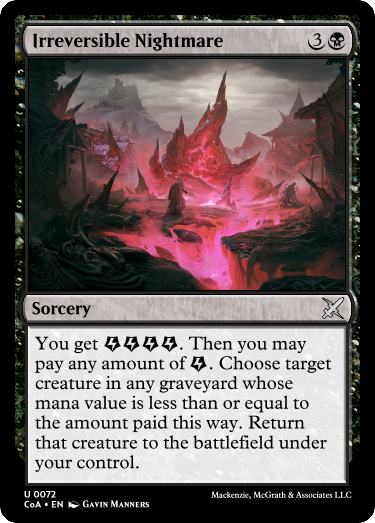 Irreversible Nightmare 3
Sorcery
You get . Then you may
pay any amount of . Choose target
creature in any graveyard whose
mana value is less than or equal to
the amount paid this way. Return
that creature to the battlefield under
your control.
U 0072
CoA • EN Gavin Manners
Mackenzie, McGrath & Associates LLC